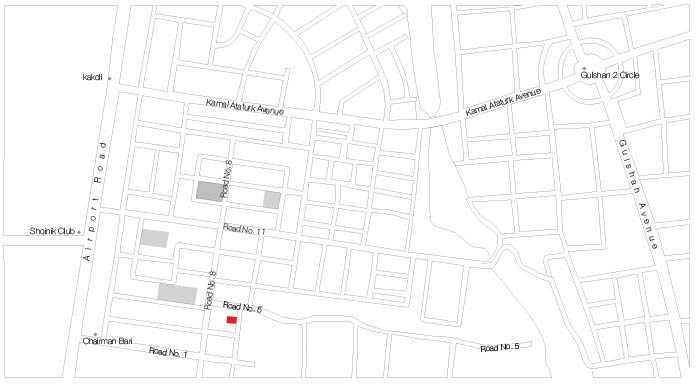 Gulshan 2 Circle
kakoli
Kamal Ataturk Avenue
Kamal Ataturk Avenue
Gulshan Avenue
Airport Road
Road No. 8
Shoinik Club
Road No. 11
Road No. 8
Road No. 6
Chairman Bari
Road No. 1
Road No. 5